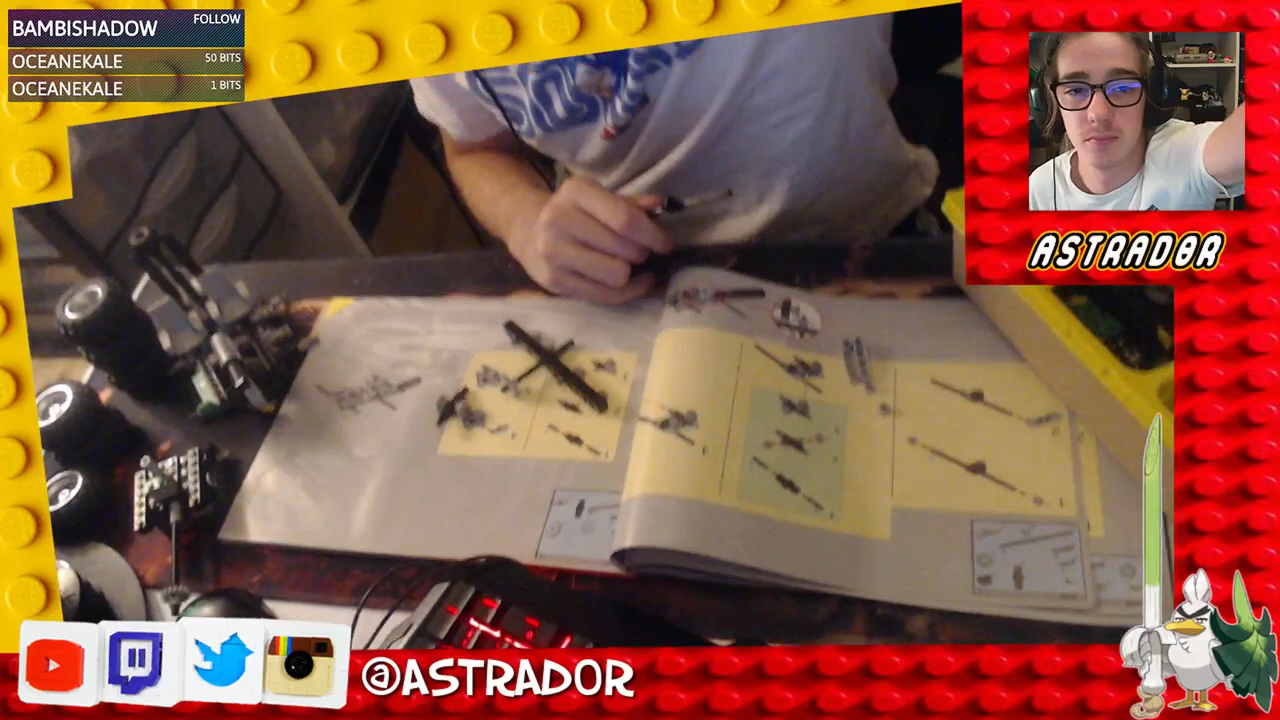 BAMBISHADOW FOLLOW
OCEANEKALE 50 BITS
OCEANEKALE 1 BITS
ASTRADOR
@ASTRADOR